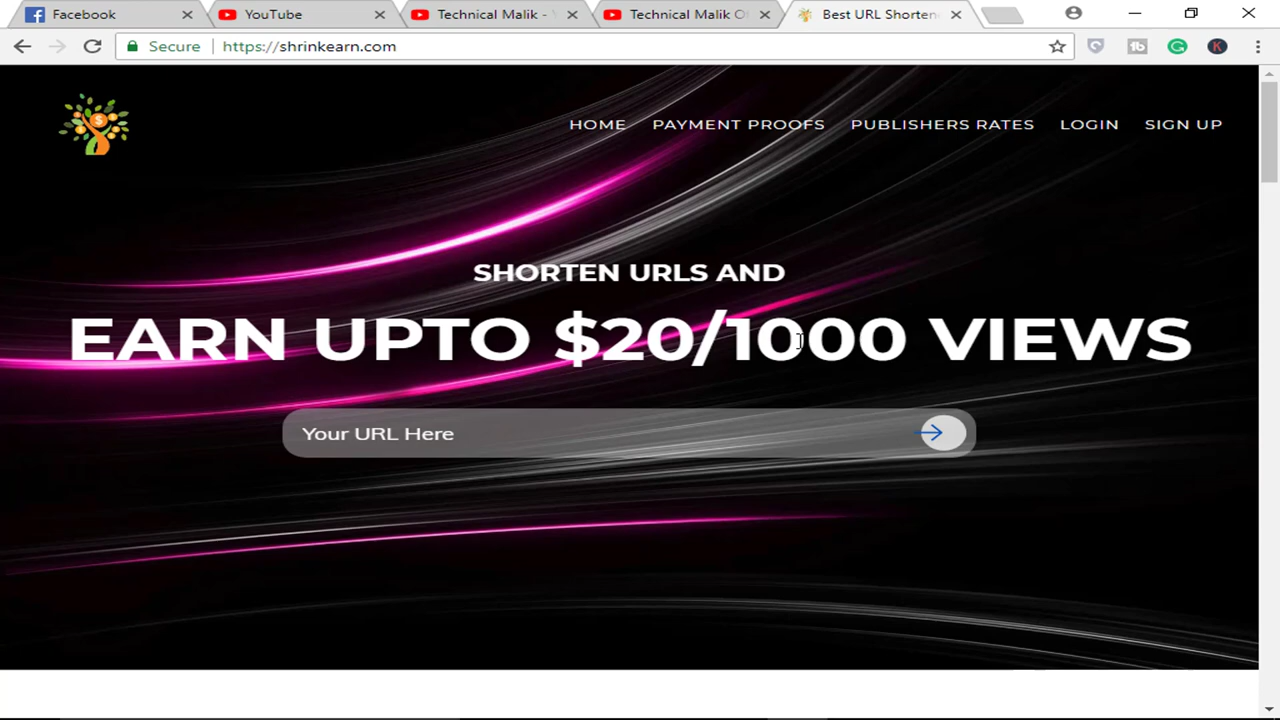 Facebook
YouTube
Technical Malik - 
Technical Malik O
Best URL Shorten
Secure
https://shrinkearn.com
K
$
HOME
PAYMENT PROOFS
PUBLISHERS RATES
LOGIN
SIGN UP
SHORTEN URLS AND
EARN UPTO $20/1000 VIEWS
Your URL Here